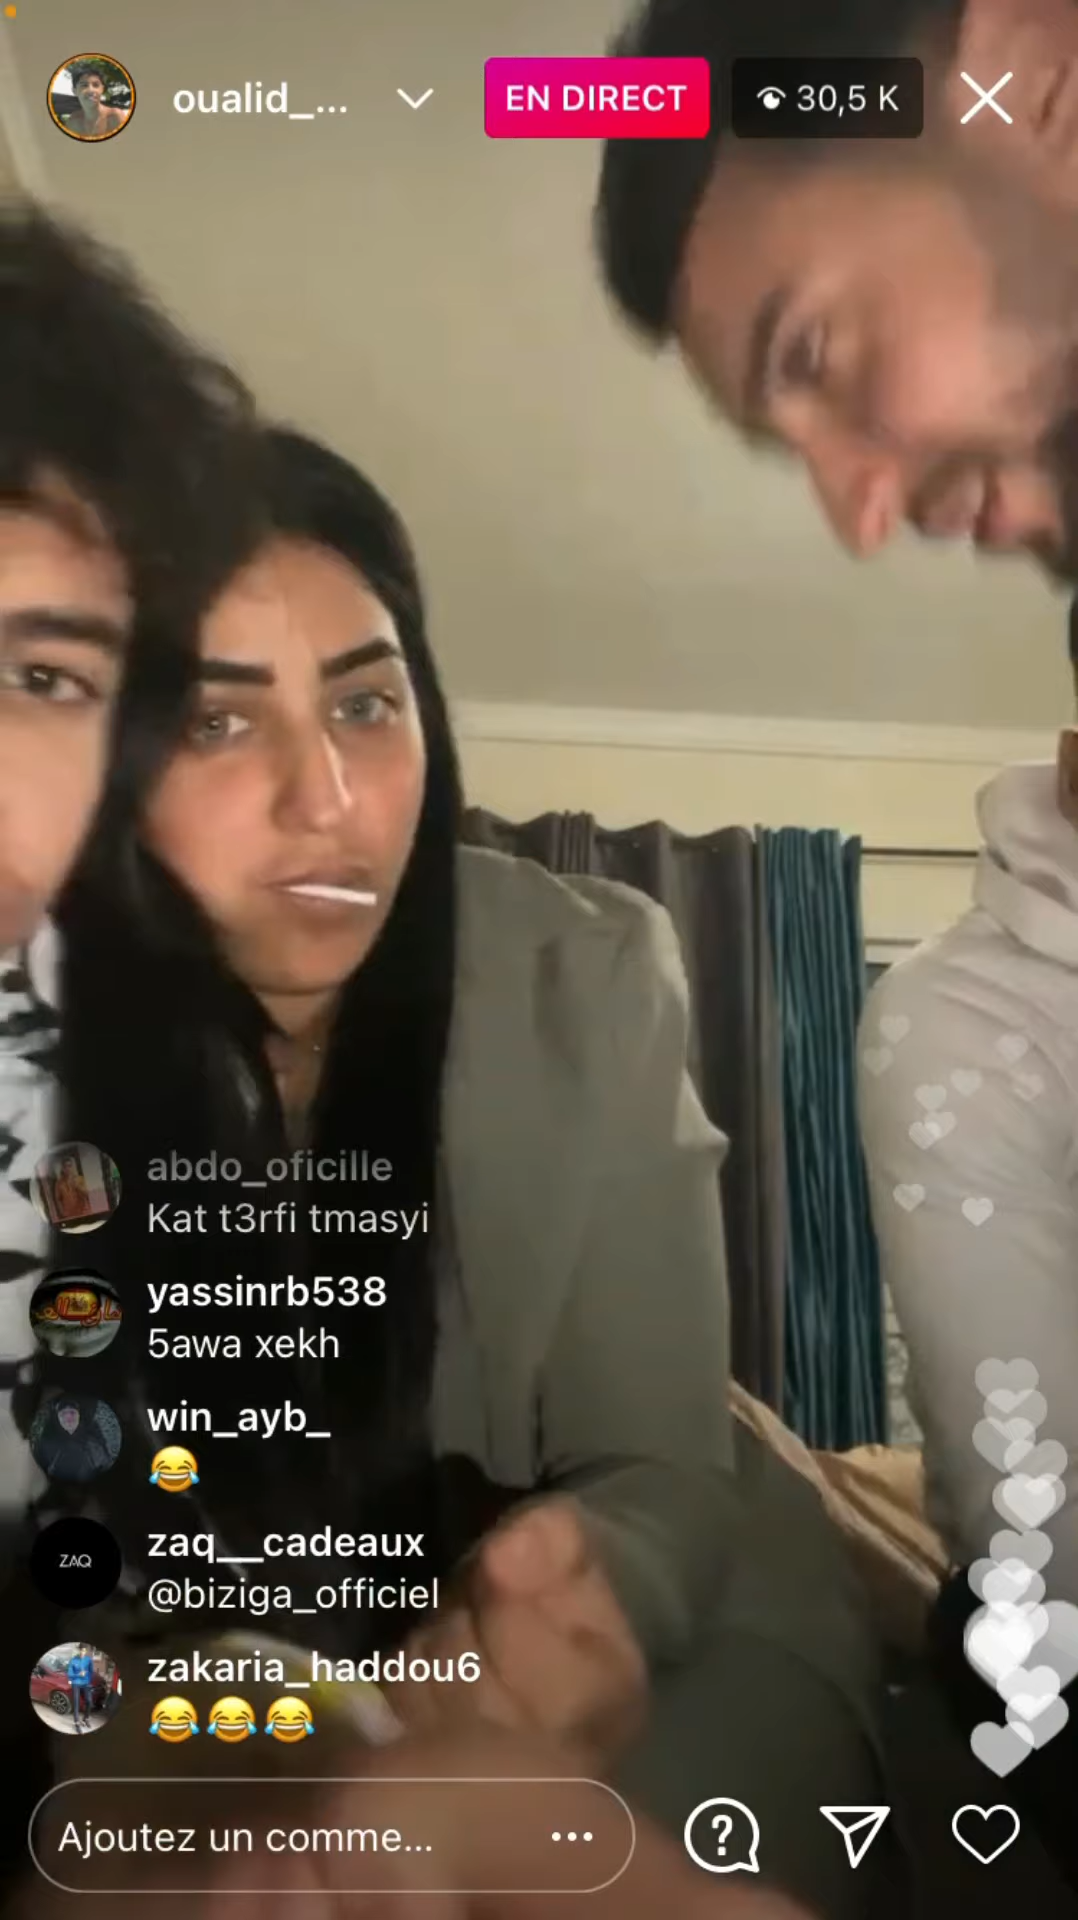 oualid_...
EN DIRECT
30,5 K
abdo_oficille
Kat t3rfi tmasyi
yassinrb538
5awa xekh
win_ayb_
😂
ZAQ
zaq__cadeaux
@biziga_officiel
zakaria_haddou6
😂😂😂
Ajoutez un comme...